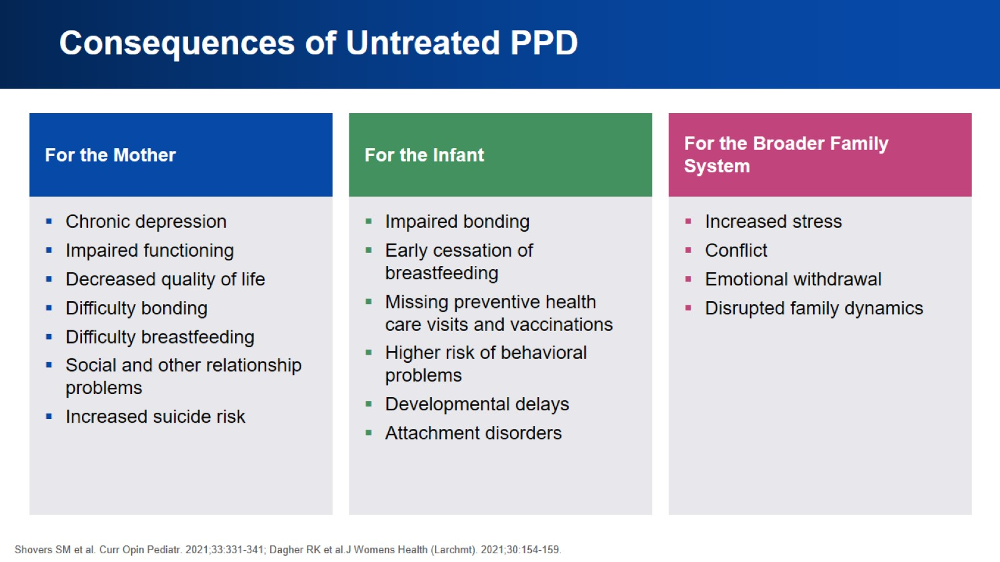 Consequences of Untreated PPD
For the Mother
▪ Chronic depression
▪ Impaired functioning
▪ Decreased quality of life
▪ Difficulty bonding
▪ Difficulty breastfeeding
▪ Social and other relationship
problems
▪ Increased suicide risk
For the Infant
▪ Impaired bonding
▪ Early cessation of
breastfeeding
▪ Missing preventive health
care visits and vaccinations
▪ Higher risk of behavioral
problems
▪ Developmental delays
▪ Attachment disorders
For the Broader Family
System
▪ Increased stress
▪ Conflict
▪ Emotional withdrawal
▪ Disrupted family dynamics
Shovers SM et al. Curr Opin Pediatr. 2021;33:331-341; Dagher RK et al.J Womens Health (Larchmt). 2021;30:154-159.